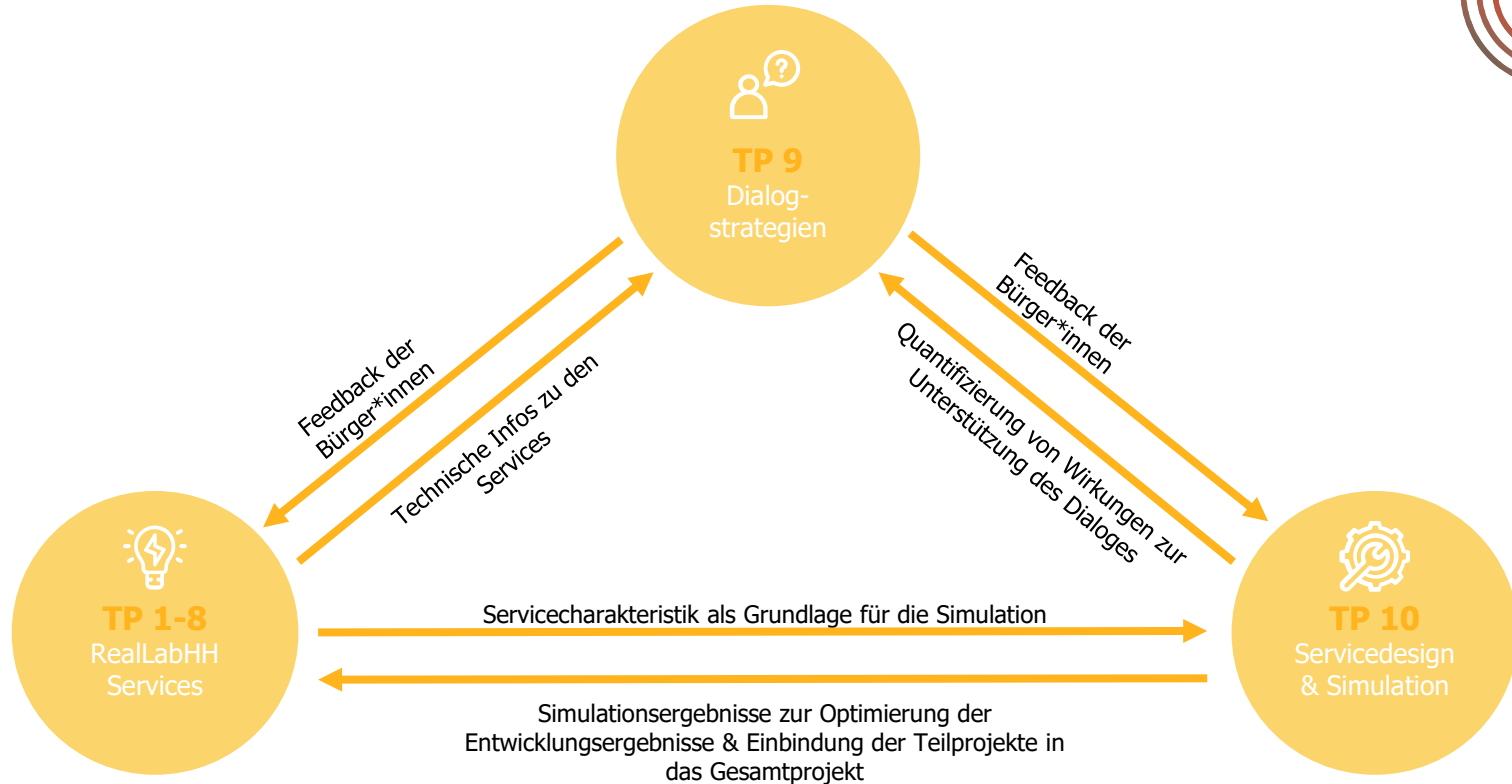 ?
TP 9
Dialog-
strategien
Feedback der
Bürger*innen
Technische Infos zu den
Services
Feedback der
Bürger*innen
Quantifizierung von Wirkungen zur
Unterstützung des Dialoges
TP 1-8
RealLabHH
Services
Servicecharakteristik als Grundlage für die Simulation
TP 10
Servicedesign
& Simulation
Simulationsergebnisse zur Optimierung der
Entwicklungsergebnisse & Einbindung der Teilprojekte in
das Gesamtprojekt